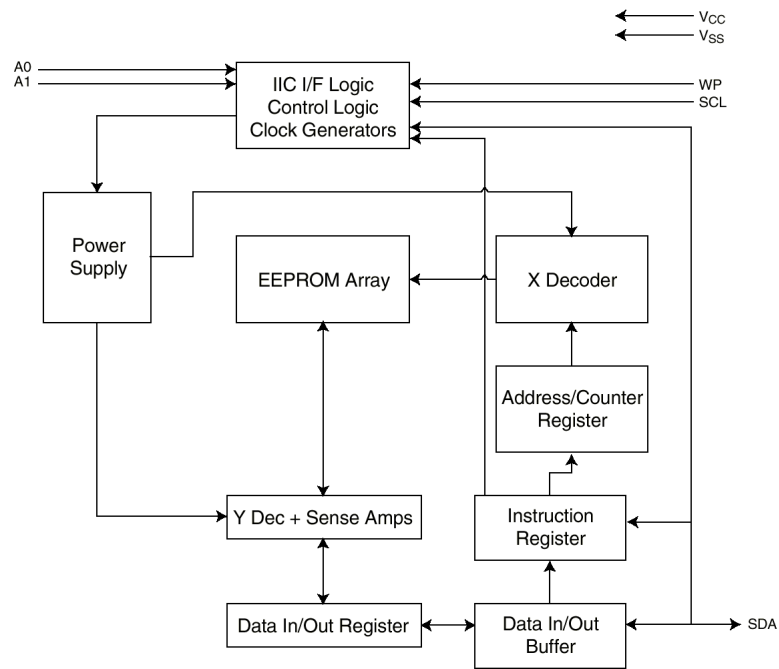 VCC
VSS
A0
A1
IIC I/F Logic
Control Logic
Clock Generators
WP
SCL
Power
Supply
EEPROM Array
X Decoder
Address/Counter
Register
Y Dec + Sense Amps
Instruction
Register
Data In/Out Register
Data In/Out
Buffer
SDA